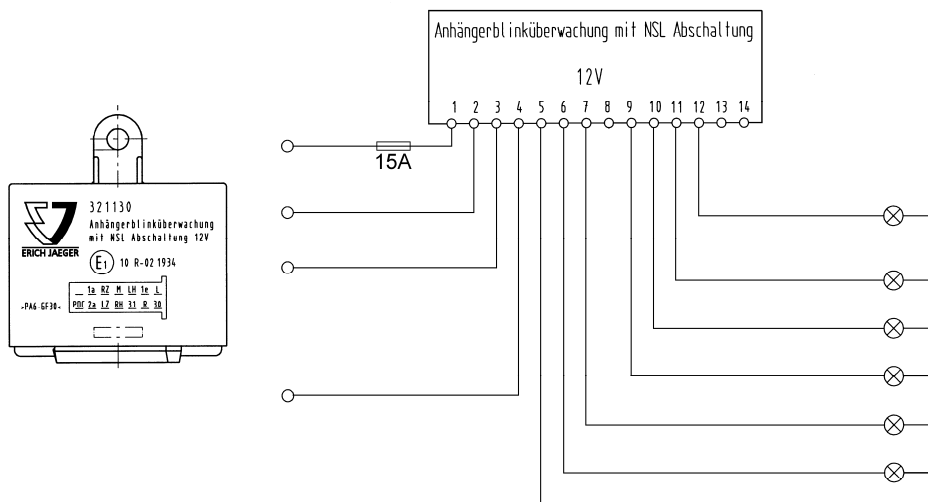 Anhängerblinküberwachung mit NSL Abschaltung
12V
1 2 3 4 5 6 7 8 9 10 11 12 13 14
15A
321130
Anhängerblinküberwachung
mit NSL Abschaltung 12V
ERICH JAEGER
E1 10 R-02 1934
1a RZ M LH 1e L
2a LZ RH 31 R 30
>PA6 GF30<